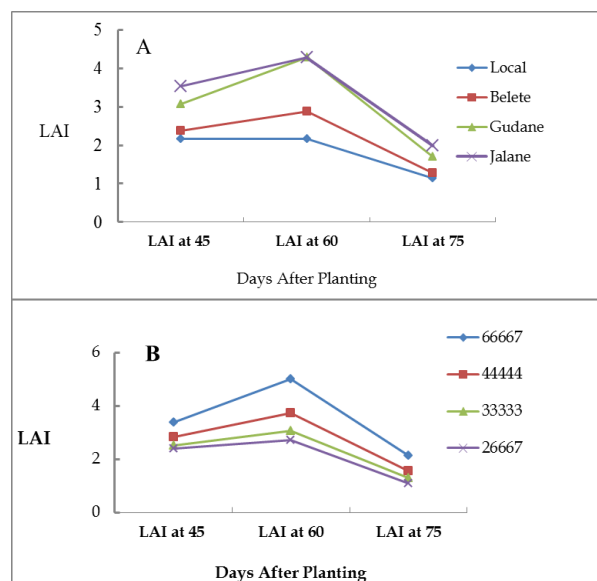 A
5
4
3
2
1
0
LAI
Local
Belete
Gudane
Jalane
LAI at 45 LAI at 60 LAI at 75
Days After Planting
B
6
4
2
0
LAI
66667
44444
33333
26667
LAI at 45 LAI at 60 LAI at 75
Days After Planting